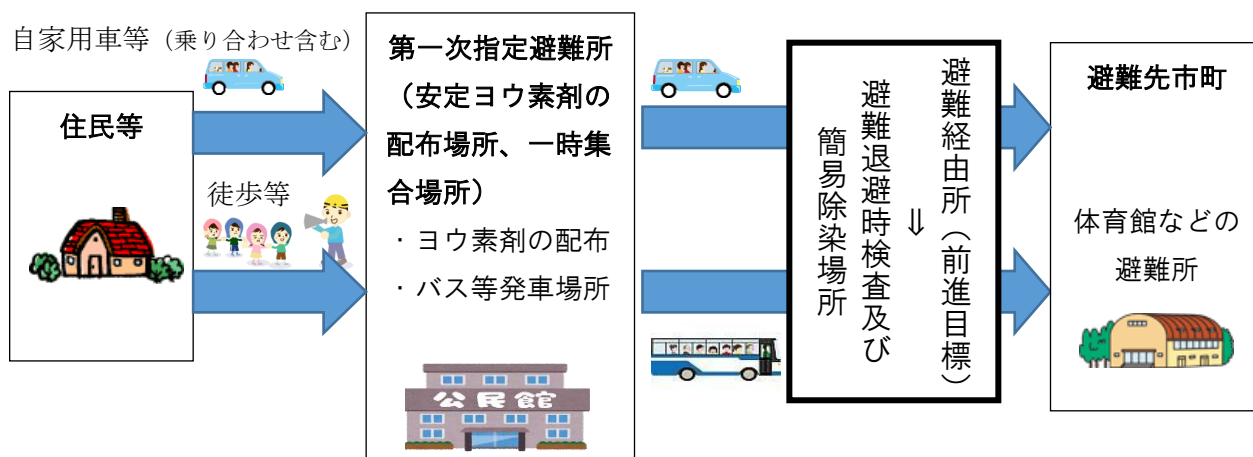 自家用車等（乗り合わせ含む）
住民等
徒歩等
第一次指定避難所
（安定ヨウ素剤の
配布場所、一時集
合場所）
・ヨウ素剤の配布
・バス等発車場所
公民館
避難経由所（前進目標）
⇓
避難退避時検査及び
簡易除染場所
避難先市町
体育館などの
避難所